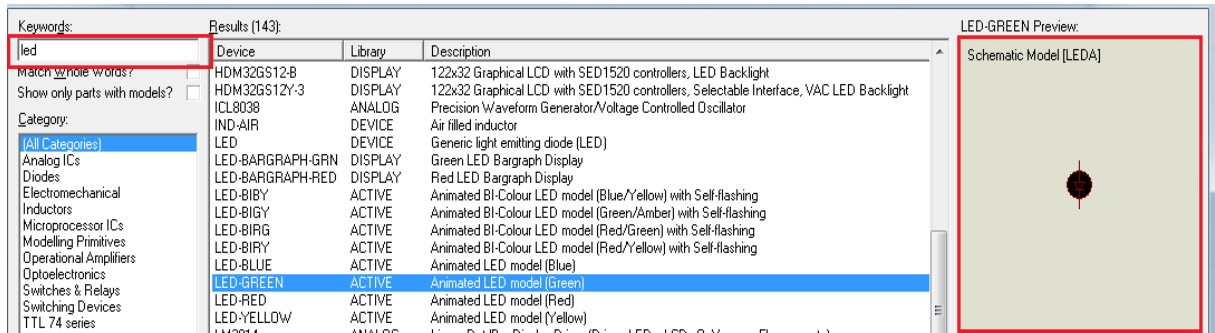 Keywords:
led
Match Whole Words?
Show only parts with models?
Category:
(All Categories)
Analog ICs
Diodes
Electromechanical
Inductors
Microprocessor ICs
Modelling Primitives
Operational Amplifiers
Optoelectronics
Switches & Relays
Switching Devices
TTL 74 series
Results (143):
Device Library Description
HDM32GS12-B DISPLAY 122x32 Graphical LCD with SED1520 controllers, LED Backlight
HDM32GS12Y-3 DISPLAY 122x32 Graphical LCD with SED1520 controllers, Selectable Interface, VAC LED Backlight
ICL8038 ANALOG Precision Waveform Generator/Voltage Controlled Oscillator
IND-AIR DEVICE Air filled inductor
LED DEVICE Generic light emitting diode (LED)
LED-BARGRAPH-GRN DISPLAY Green LED Bargraph Display
LED-BARGRAPH-RED DISPLAY Red LED Bargraph Display
LED-BIBY ACTIVE Animated BI-Colour LED model (Blue/Yellow) with Self-flashing
LED-BIGY ACTIVE Animated BI-Colour LED model (Green/Amber) with Self-flashing
LED-BIRG ACTIVE Animated BI-Colour LED model (Red/Green) with Self-flashing
LED-BIRY ACTIVE Animated BI-Colour LED model (Red/Yellow) with Self-flashing
LED-BLUE ACTIVE Animated LED model (Blue)
LED-GREEN ACTIVE Animated LED model (Green)
LED-RED ACTIVE Animated LED model (Red)
LED-YELLOW ACTIVE Animated LED model (Yellow)
LED-GREEN Preview:
Schematic Model [LEDA]